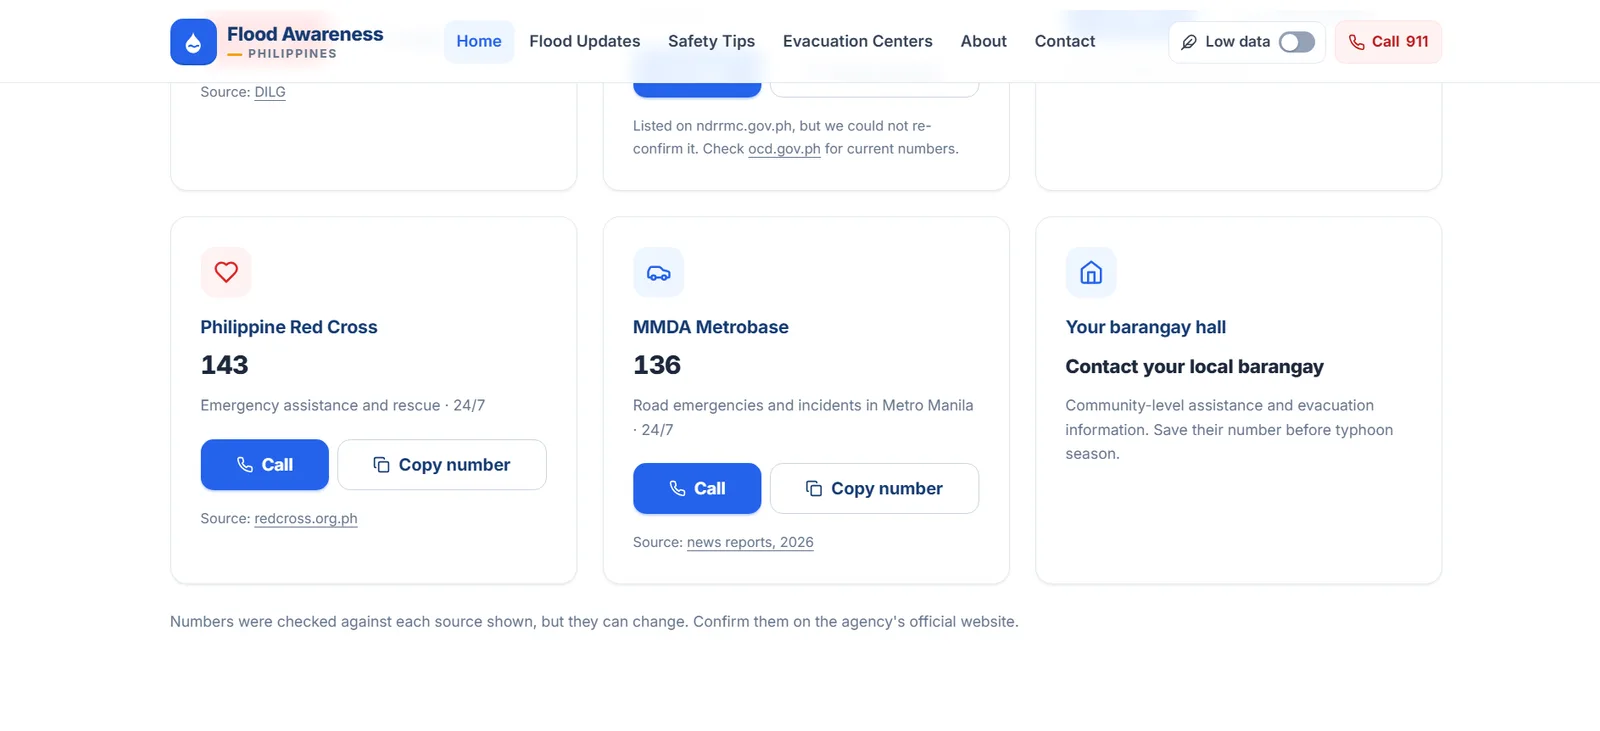 Flood Awareness
PHILIPPINES
Home
Flood Updates
Safety Tips
Evacuation Centers
About
Contact
Low data
Call 911
Source: DILG
Listed on ndrrmc.gov.ph, but we could not re-
confirm it. Check ocd.gov.ph for current numbers.
Philippine Red Cross
143
Emergency assistance and rescue · 24/7
Call
Copy number
Source: redcross.org.ph
MMDA Metrobase
136
Road emergencies and incidents in Metro Manila
· 24/7
Call
Copy number
Source: news reports, 2026
Your barangay hall
Contact your local barangay
Community-level assistance and evacuation
information. Save their number before typhoon
season.
Numbers were checked against each source shown, but they can change. Confirm them on the agency's official website.